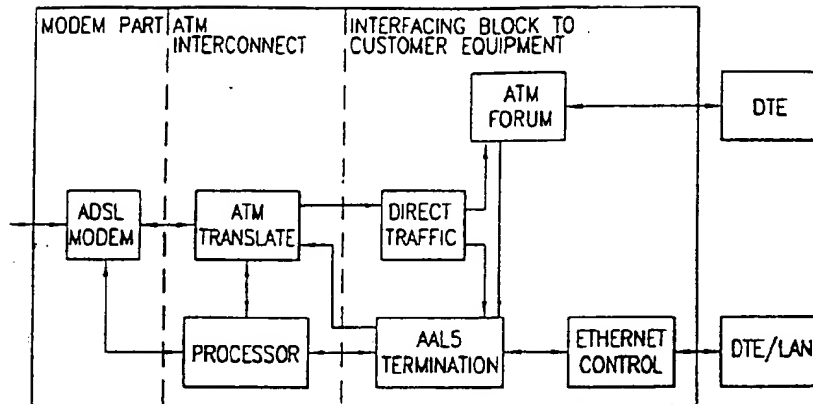 MODEM PART
ATM
INTERCONNECT
INTERFACING BLOCK TO
CUSTOMER EQUIPMENT
ATM
FORUM
DTE
ADSL
MODEM
ATM
TRANSLATE
DIRECT
TRAFFIC
PROCESSOR
AAL5
TERMINATION
ETHERNET
CONTROL
DTE/LAN